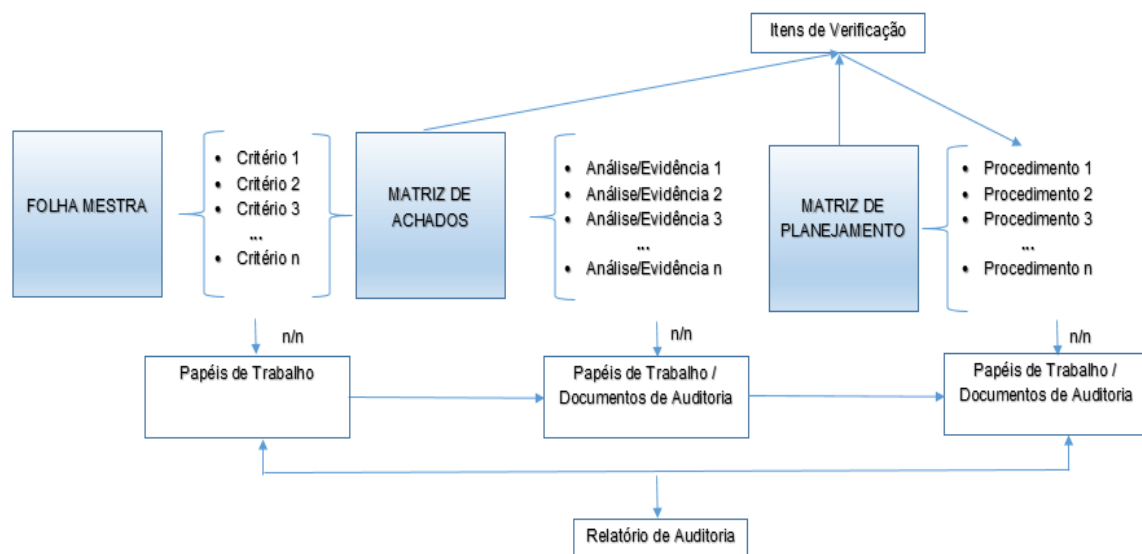 Itens de Verificação
FOLHA MESTRA
• Critério 1
• Critério 2
• Critério 3
...
• Critério n
MATRIZ DE
ACHADOS
• Análise/Evidência 1
• Análise/Evidência 2
• Análise/Evidência 3
...
• Análise/Evidência n
MATRIZ DE
PLANEJAMENTO
• Procedimento 1
• Procedimento 2
• Procedimento 3
...
• Procedimento n
n/n
n/n
n/n
Papéis de Trabalho
Papéis de Trabalho /
Documentos de Auditoria
Papéis de Trabalho /
Documentos de Auditoria
Relatório de Auditoria